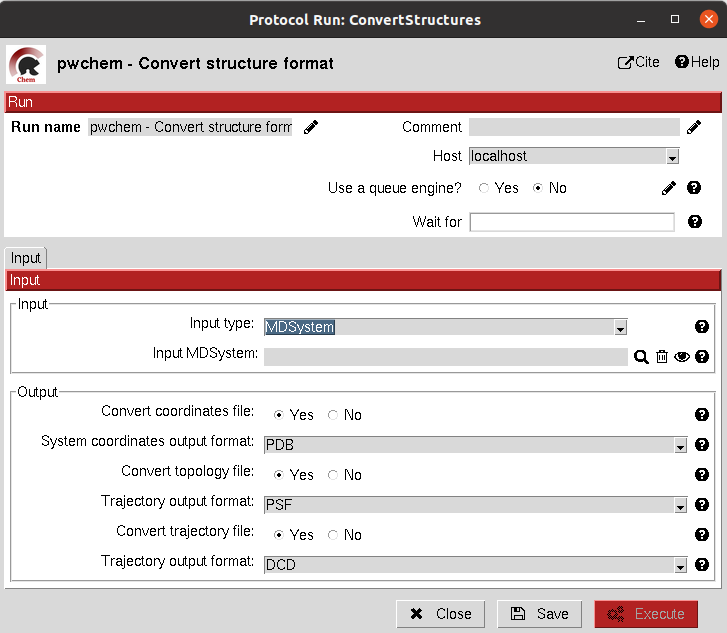 Protocol Run: ConvertStructures
Chem
pwchem - Convert structure format
Cite
Help
Run
Run name pwchem - Convert structure form
Comment
Host localhost
Use a queue engine? Yes No
Wait for
Input
Input
Input
Input type: MDSystem
Input MDSystem:
Output
Convert coordinates file: Yes No
System coordinates output format: PDB
Convert topology file: Yes No
Trajectory output format: PSF
Convert trajectory file: Yes No
Trajectory output format: DCD
Close Save Execute